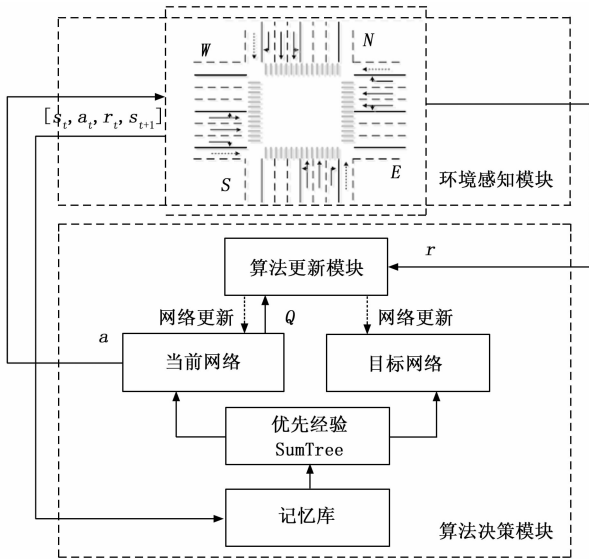 W
N
[s_t, a_t, r_t, s_{t+1}]
S
E
环境感知模块
算法更新模块
r
网络更新
Q
网络更新
a
当前网络
目标网络
优先经验
SumTree
记忆库
算法决策模块